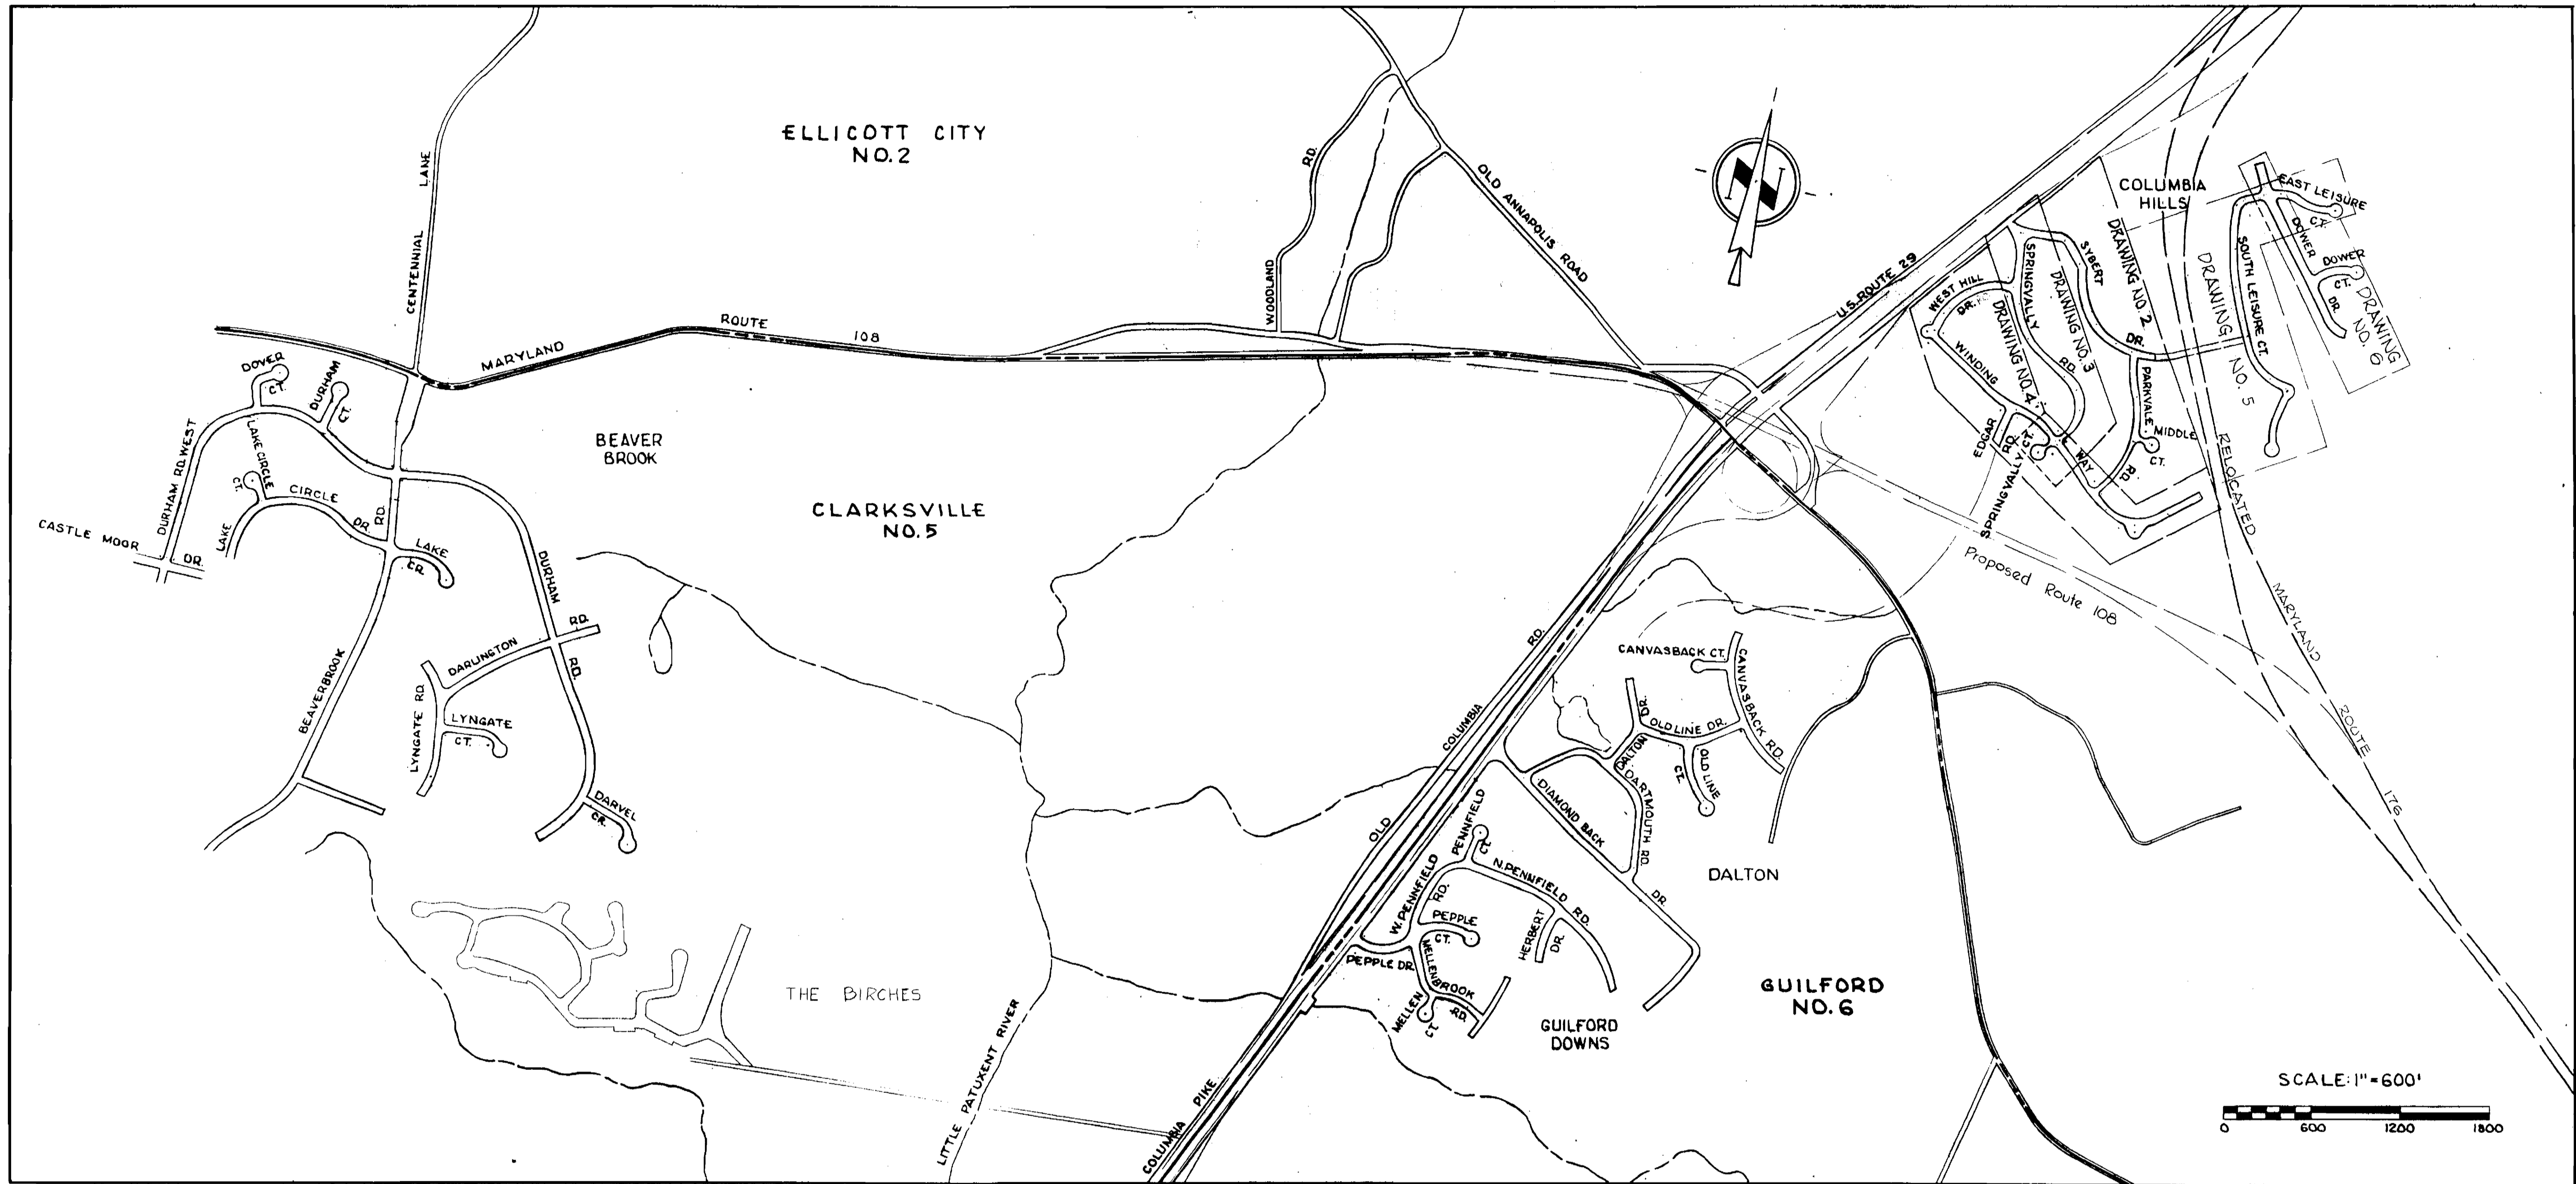 ELLICOTT CITY
NO. 2
CENTENNIAL LANE
MARYLAND ROUTE 108
WOODLAND RD.
OLD ANNAPOLIS ROAD
N
U.S. ROUTE 29
COLUMBIA
HILLS
EAST LEISURE
CT.
DOWER
DR.
DOWER
CT.
DRAWING
NO. 6
SOUTH LEISURE CT.
DRAWING NO. 5
DRAWING NO. 2
SYBERT
DR.
DRAWING NO. 3
SPRINGVALLY
RD.
WEST HILL
DR.
DRAWING NO. 4
WINDING
WAY
EDGAR
RD.
SPRINGVALLY CT.
PARKVALE
RD.
MIDDLE
CT.
RELOCATED MARYLAND ROUTE 176
Proposed Route 108
DOVER
CT.
DURHAM
CT.
DURHAM RD. WEST
LAKE CIRCLE
CT.
LAKE CIRCLE DR.
CASTLE MOOR DR.
LAKE
CR.
BEAVERBROOK RD.
BEAVER
BROOK
CLARKSVILLE
NO. 5
DURHAM RD.
DARLINGTON RD.
LYNGATE RD.
LYNGATE
CT.
DARVEL
CR.
THE BIRCHES
LITTLE PATUXENT RIVER
OLD COLUMBIA RD.
COLUMBIA PIKE
CANVASBACK CT.
CANVASBACK RD.
OLD LINE DR.
DALTON DR.
OLD LINE
CT.
DARTMOUTH RD.
DIAMOND BACK DR.
DALTON
PENNFIELD
CT.
N. PENNFIELD RD.
W. PENNFIELD
RD.
PEPPLE
CT.
PEPPLE DR.
HERBERT
DR.
MELLENBROOK RD.
MELLEN
CT.
GUILFORD
DOWNS
GUILFORD
NO. 6
SCALE: 1" = 600'
0 600 1200 1800